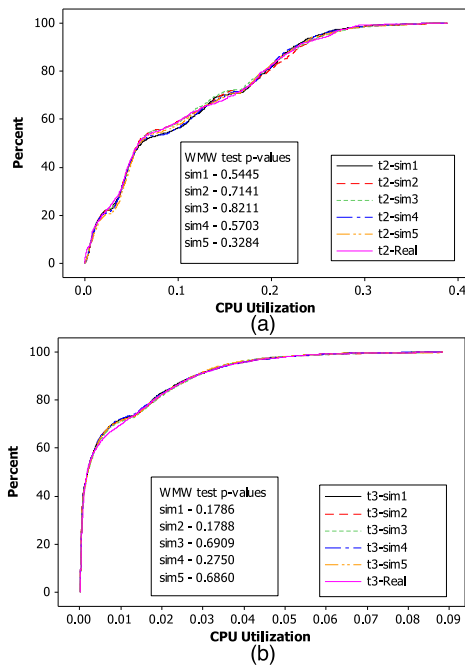 100
80
60
40
20
0
Percent
WMW test p-values
sim1 - 0.5445
sim2 - 0.7141
sim3 - 0.8211
sim4 - 0.5703
sim5 - 0.3284
t2-sim1
t2-sim2
t2-sim3
t2-sim4
t2-sim5
t2-Real
0.0 0.1 0.2 0.3 0.4
CPU Utilization
(a)
100
80
60
40
20
0
Percent
WMW test p-values
sim1 - 0.1786
sim2 - 0.1788
sim3 - 0.6909
sim4 - 0.2750
sim5 - 0.6860
t3-sim1
t3-sim2
t3-sim3
t3-sim4
t3-sim5
t3-Real
0.00 0.01 0.02 0.03 0.04 0.05 0.06 0.07 0.08 0.09
CPU Utilization
(b)